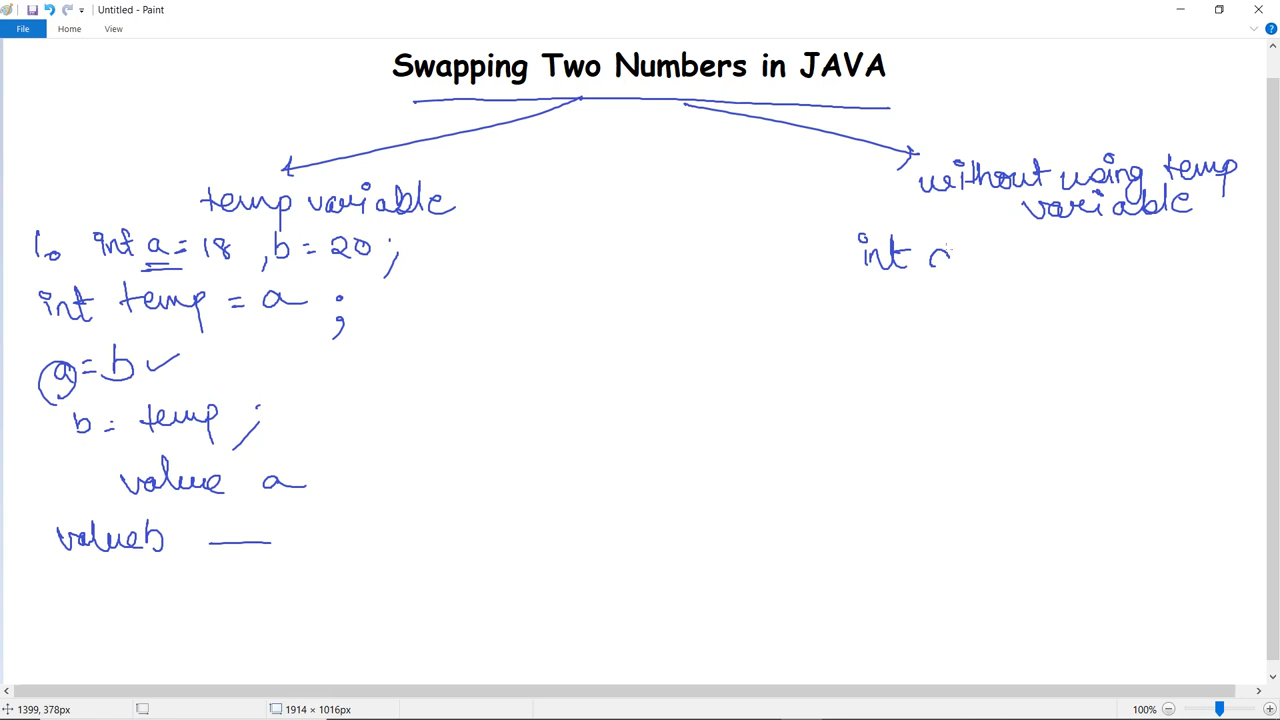 Untitled - Paint
File Home View
Swapping Two Numbers in JAVA
temp variable
1. int a = 18 , b = 20 ;
int temp = a ;
a = b ✓
b = temp ;
value a
value b —
without using temp
variable
int
1399, 378px
1914 × 1016px
100%